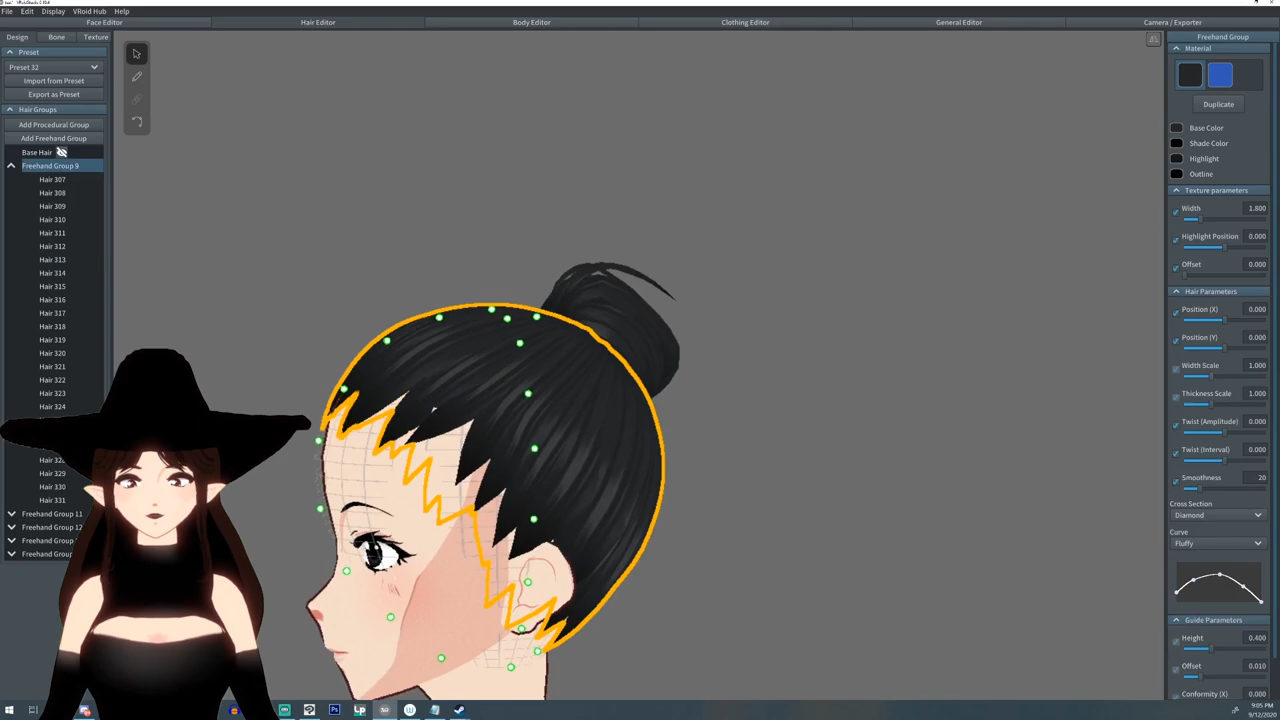 File Edit Display VRoid Hub Help
Face Editor Hair Editor Body Editor Clothing Editor General Editor Camera / Exporter
Design Bone Texture
Preset
Preset 32
Import from Preset
Export as Preset
Hair Groups
Add Procedural Group
Add Freehand Group
Base Hair
Freehand Group 9
Hair 307
Hair 308
Hair 309
Hair 310
Hair 311
Hair 312
Hair 313
Hair 314
Hair 315
Hair 316
Hair 317
Hair 318
Hair 319
Hair 320
Hair 321
Hair 322
Hair 323
Hair 324
Hair 329
Hair 330
Hair 331
Freehand Group 11
Freehand Group 12
Freehand Group
Freehand Group
Freehand Group
Material
Duplicate
Base Color
Shade Color
Highlight
Outline
Texture parameters
Width 1.800
Highlight Position 0.000
Offset 0.000
Hair Parameters
Position (X) 0.000
Position (Y) 0.000
Width Scale 1.000
Thickness Scale 1.000
Twist (Amplitude) 0.000
Twist (Interval) 0.000
Smoothness 20
Cross Section
Diamond
Curve
Fluffy
Guide Parameters
Height 0.400
Offset 0.010
Conformity (X) 0.000
Ps
Lp
9:05 PM
9/12/2020